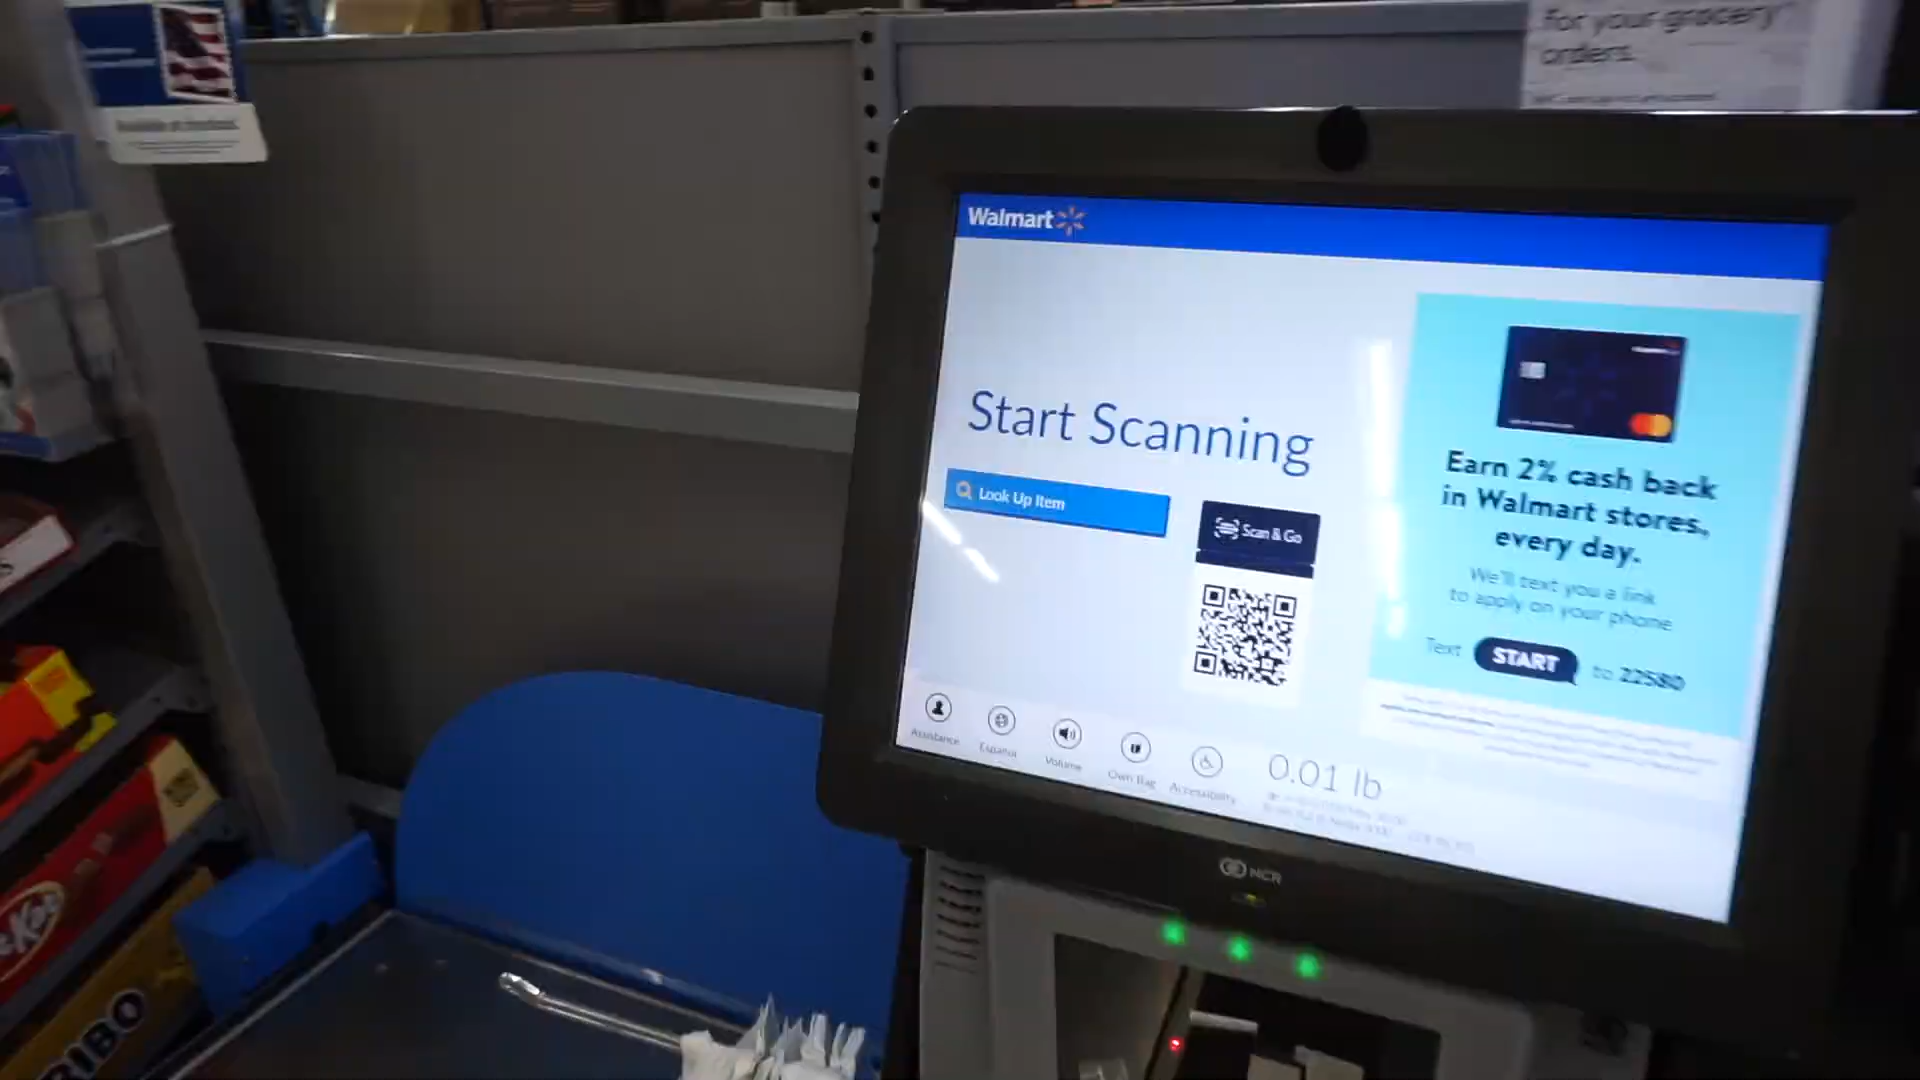 for your grocery
orders.
Walmart
Start Scanning
Look Up Item
Scan & Go
Earn 2% cash back
in Walmart stores,
every day.
We'll text you a link
to apply on your phone
Text START to 22580
Assistance
Español
Volume
Own Bag
Accessibility
0.01 lb
NCR